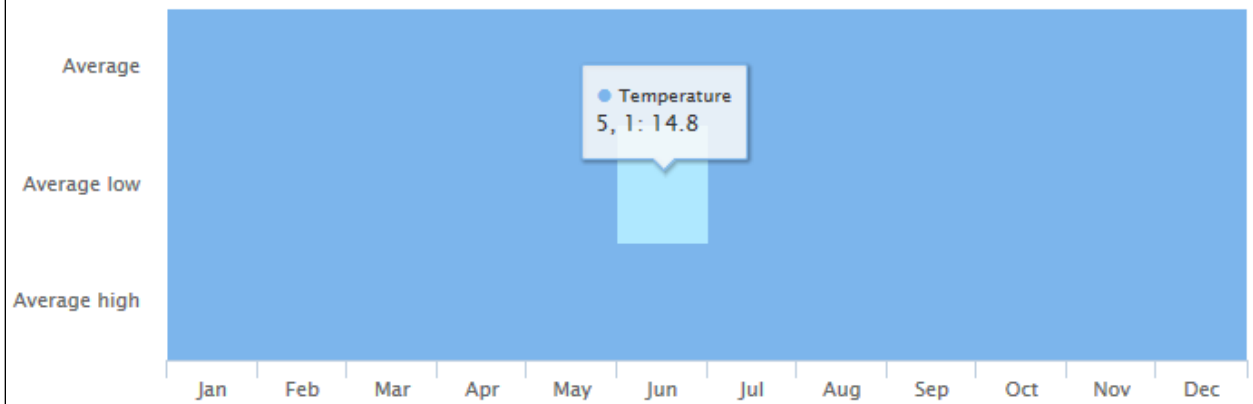 Average
Temperature
5, 1: 14.8
Average low
Average high
Jan Feb Mar Apr May Jun Jul Aug Sep Oct Nov Dec